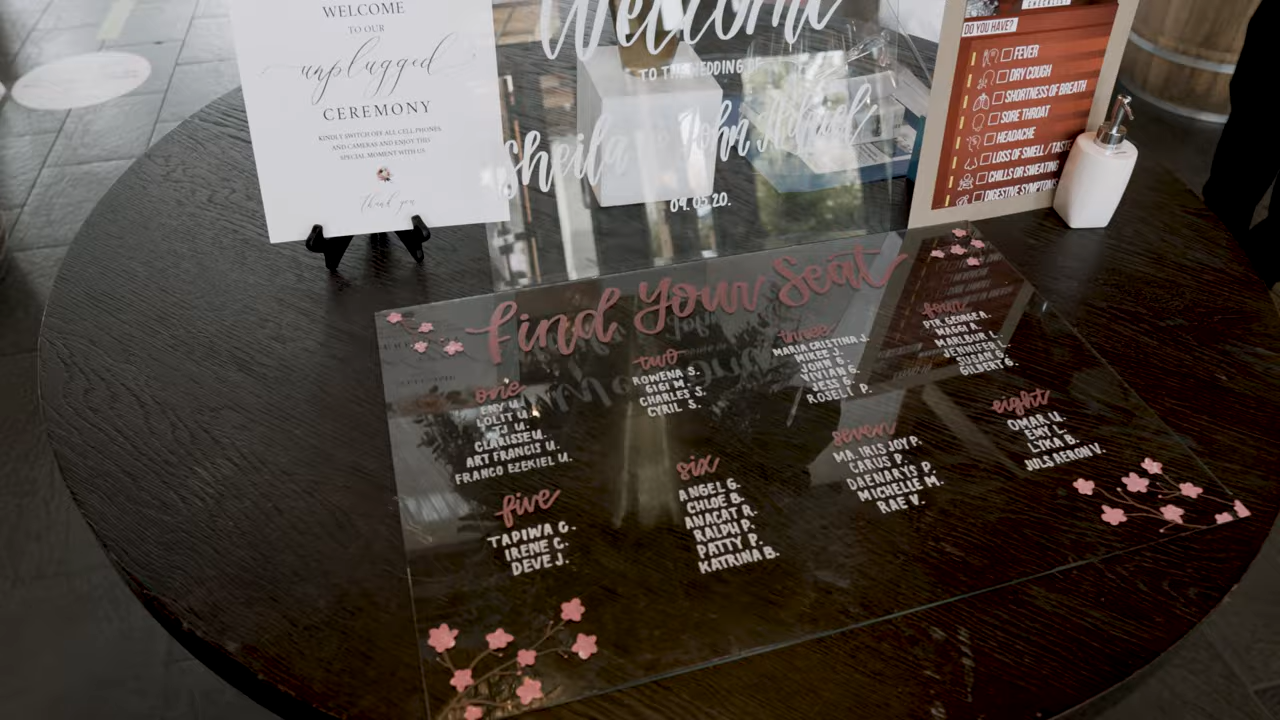 WELCOME
TO OUR
unplugged
CEREMONY
KINDLY SWITCH OFF ALL CELL PHONES
AND CAMERAS AND ENJOY THIS
SPECIAL MOMENT WITH US
Thank you
Welcome
TO THE WEDDING OF
Sheila John
04.05.20.
CHECKLIST
DO YOU HAVE?
FEVER
DRY COUGH
SHORTNESS OF BREATH
SORE THROAT
HEADACHE
LOSS OF SMELL / TASTE
CHILLS OR SWEATING
DIGESTIVE SYMPTOMS
Find Your Seat
one
ENY U.
LOLIT U.
TJ U.
CLARISSE U.
ART FRANCIS U.
FRANCO EZEKIEL U.
two
ROWENA S.
GIGI M.
CHARLES S.
CYRIL S.
three
MARIA CRISTINA J.
MIKEE J.
JOHN G.
VIVIAN G.
JESS G.
ROSELY P.
four
PTR. GEORGE A.
MAGGI A.
MARLBUR L.
JENNIFER L.
SUSAN G.
GILBERT G.
five
TAPIWA C.
IRENE C.
DEVE J.
six
ANGEL G.
CHLOE B.
ANACAT R.
RALPH P.
PATTY P.
KATRINA B.
seven
MA. IRIS JOY P.
CARUS P.
DAENARYS P.
MICHELLE M.
RAE V.
eight
OMAR U.
EMY L.
LYKA B.
JULS AERON V.